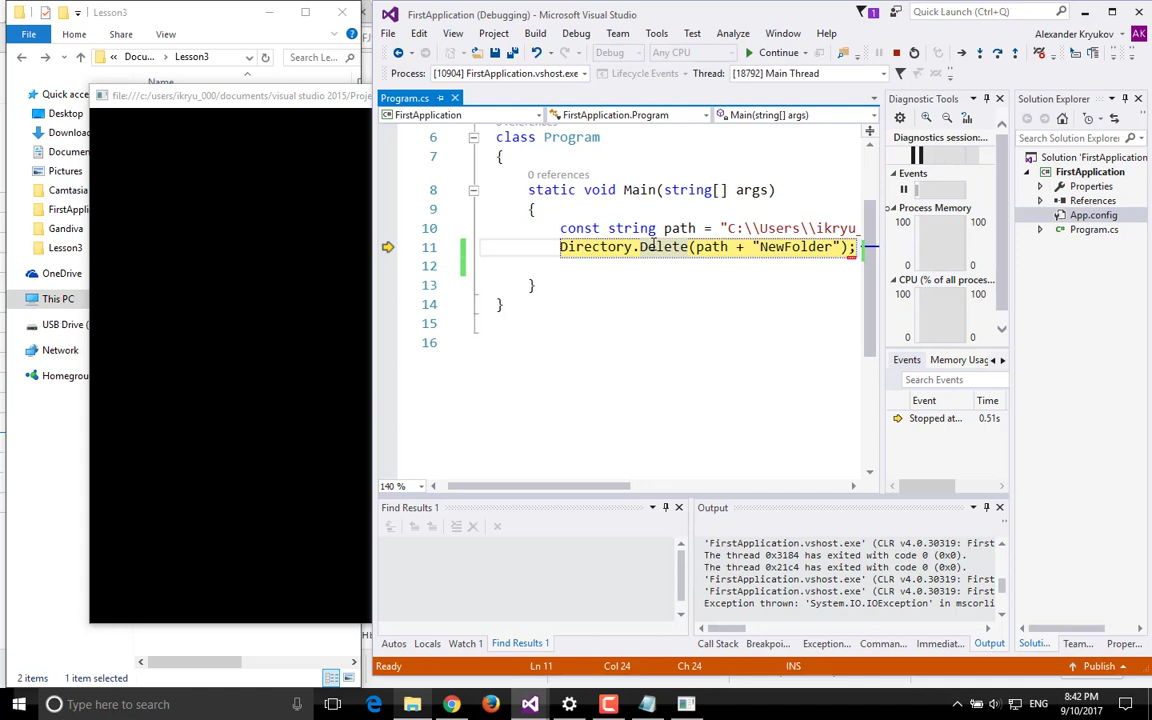 Lesson3
File
Home
Share
View
« Docu... > Lesson3
Search Le...
Name
Quick access
Desktop
Downloa
Documen
Pictures
Camtasia
FirstAppli
Gandiva
Lesson3
OneDrive
This PC
USB Drive (
Network
Homegrou
2 items
1 item selected
file:///c:/users/ikryu_000/documents/visual studio 2015/Proje
FirstApplication (Debugging) - Microsoft Visual Studio
1
Quick Launch (Ctrl+Q)
File Edit View Project Build Debug Team Tools Test Analyze Window Help
Alexander Kryukov AK
Debug Any CPU Continue
Process: [10904] FirstApplication.vshost.exe Lifecycle Events Thread: [18792] Main Thread
Program.cs
FirstApplication FirstApplication.Program Main(string[] args)
6 class Program
7 {
0 references
8 static void Main(string[] args)
9 {
10 const string path = "C:\\Users\\ikryu_
11 Directory.Delete(path + "NewFolder");
12
13 }
14 }
15
16
140 %
Diagnostic Tools
Diagnostics session:
Events
Process Memory
100 100
0 0
CPU (% of all proces...
100 100
0 0
Events Memory Usag
Search Events
Event Time
Stopped at... 0.51s
Solution Explorer
Search Solution Explorer
Solution 'FirstApplication
FirstApplication
Properties
References
App.config
Program.cs
Find Results 1
Output
'FirstApplication.vshost.exe' (CLR v4.0.30319: First
The thread 0x3184 has exited with code 0 (0x0).
The thread 0x21c4 has exited with code 0 (0x0).
'FirstApplication.vshost.exe' (CLR v4.0.30319: First
'FirstApplication.vshost.exe' (CLR v4.0.30319: First
Exception thrown: 'System.IO.IOException' in mscorli
Autos Locals Watch 1 Find Results 1
Call Stack Breakpoi... Exception... Comman... Immediat... Output
Soluti... Team... Proper...
Ready Ln 11 Col 24 Ch 24 INS Publish
Type here to search
ENG
8:42 PM
9/10/2017